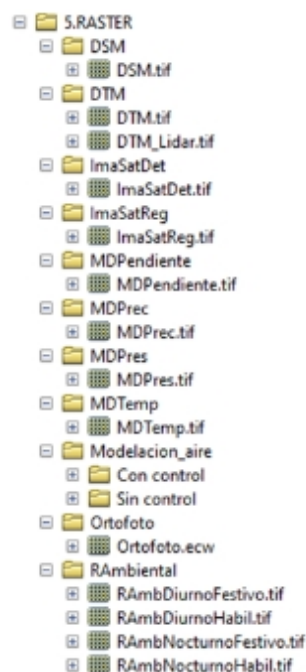 5.RASTER
DSM
DSM.tif
DTM
DTM.tif
DTM_Lidar.tif
ImaSatDet
ImaSatDet.tif
ImaSatReg
ImaSatReg.tif
MDPendiente
MDPendiente.tif
MDPrec
MDPrec.tif
MDPres
MDPres.tif
MDTemp
MDTemp.tif
Modelacion_aire
Con control
Sin control
Ortofoto
Ortofoto.ecw
RAmbiental
RAmbDiurnoFestivo.tif
RAmbDiurnoHabil.tif
RAmbNocturnoFestivo.tif
RAmbNocturnoHabil.tif